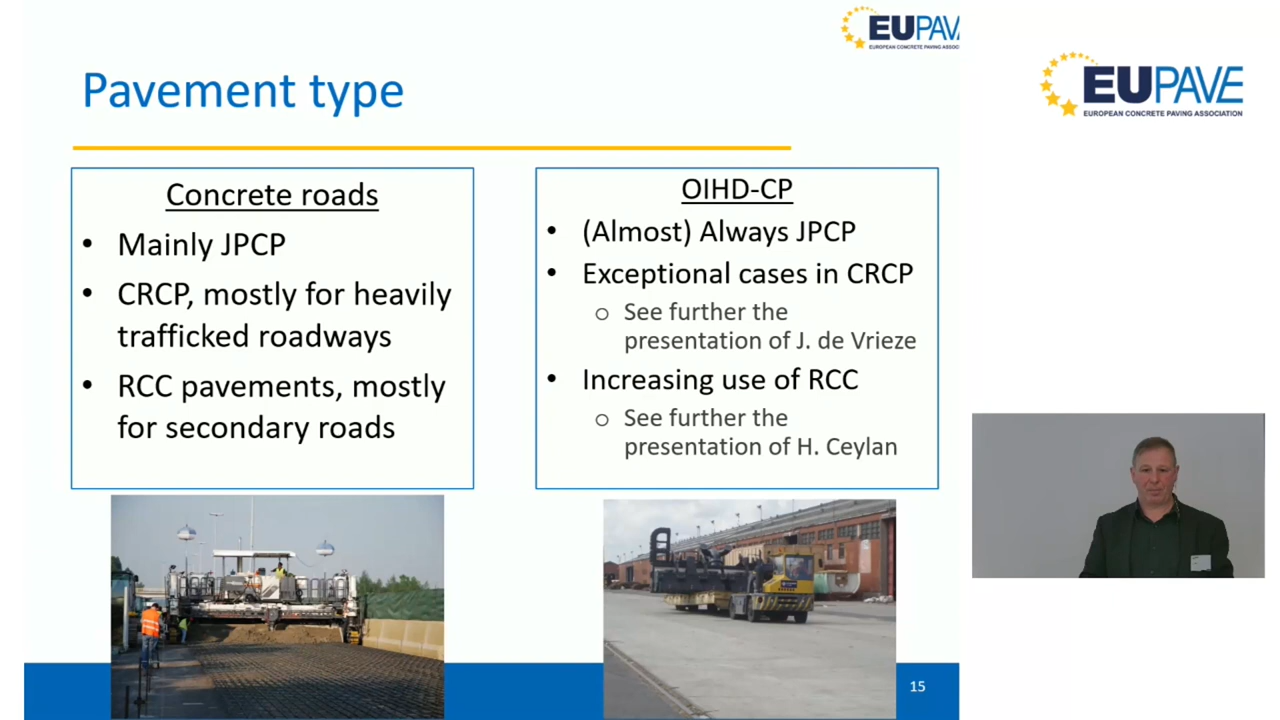 EUPAV
EUROPEAN CONCRETE PAVING ASSOC
Pavement type
Concrete roads
• Mainly JPCP
• CRCP, mostly for heavily
trafficked roadways
• RCC pavements, mostly
for secondary roads
OIHD-CP
• (Almost) Always JPCP
• Exceptional cases in CRCP
o See further the
presentation of J. de Vrieze
• Increasing use of RCC
o See further the
presentation of H. Ceylan
15
EUPAVE
EUROPEAN CONCRETE PAVING ASSOCIATION